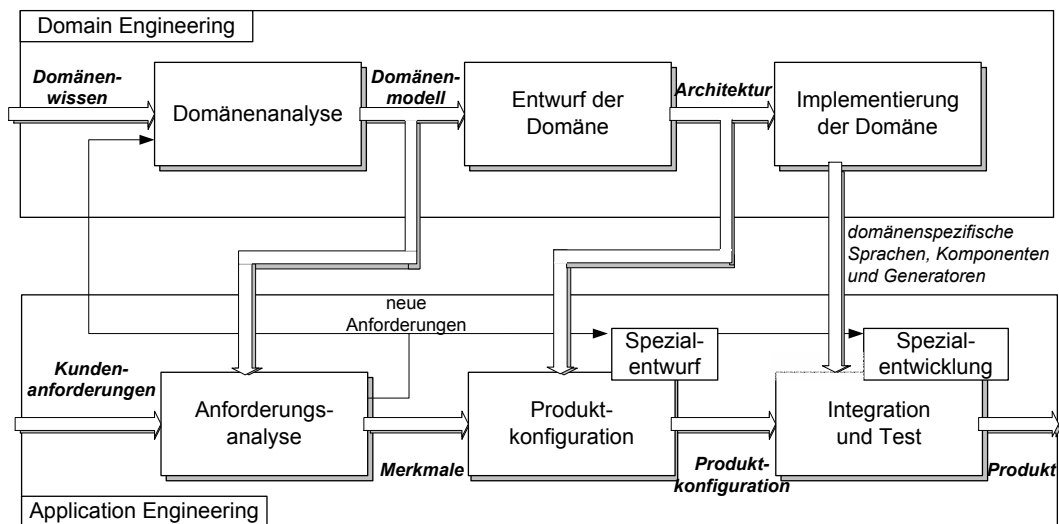 Domain Engineering
Domänen-
wissen
Domänenanalyse
Domänen-
modell
Entwurf der
Domäne
Architektur
Implementierung
der Domäne
domänenspezifische
Sprachen, Komponenten
und Generatoren
neue
Anforderungen
Kunden-
anforderungen
Anforderungs-
analyse
Merkmale
Spezial-
entwurf
Produkt-
konfiguration
Produkt-
konfiguration
Spezial-
entwicklung
Integration
und Test
Produkt
Application Engineering